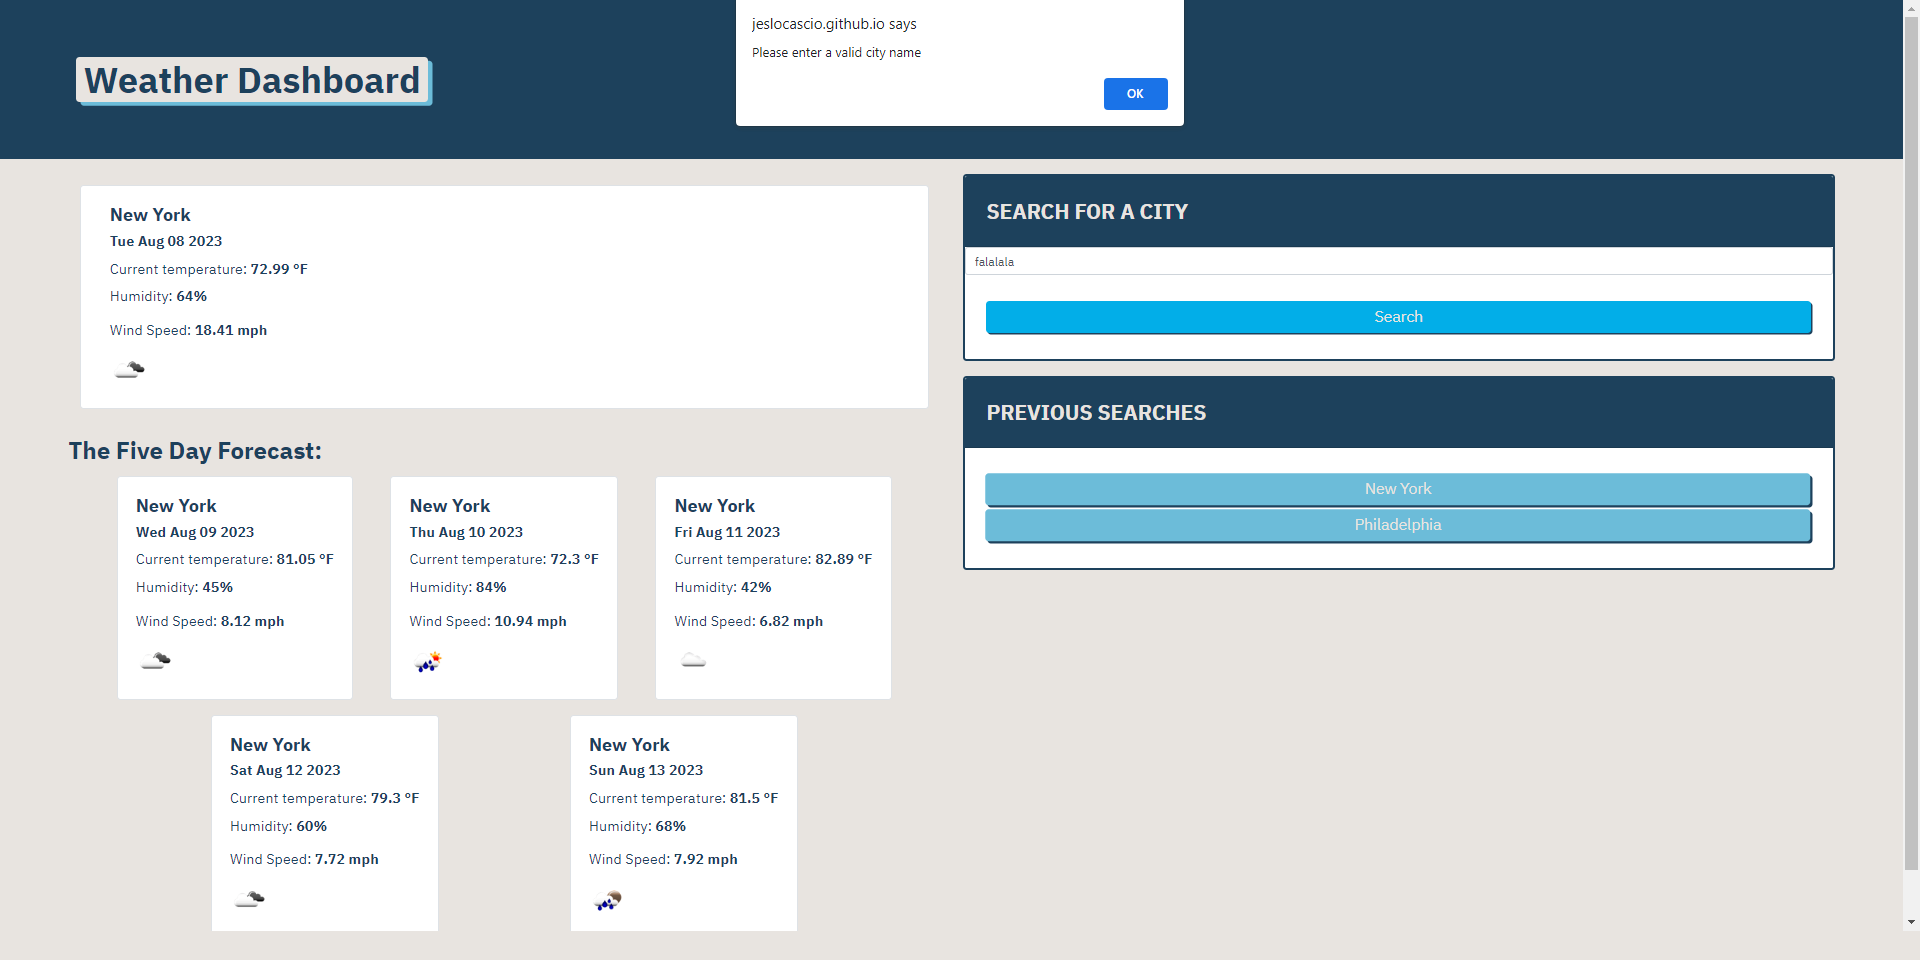 jeslocascio.github.io says
Please enter a valid city name
OK
Weather Dashboard
New York
Tue Aug 08 2023
Current temperature: 72.99 °F
Humidity: 64%
Wind Speed: 18.41 mph
SEARCH FOR A CITY
falalala
Search
PREVIOUS SEARCHES
New York
Philadelphia
The Five Day Forecast:
New York
Wed Aug 09 2023
Current temperature: 81.05 °F
Humidity: 45%
Wind Speed: 8.12 mph
New York
Thu Aug 10 2023
Current temperature: 72.3 °F
Humidity: 84%
Wind Speed: 10.94 mph
New York
Fri Aug 11 2023
Current temperature: 82.89 °F
Humidity: 42%
Wind Speed: 6.82 mph
New York
Sat Aug 12 2023
Current temperature: 79.3 °F
Humidity: 60%
Wind Speed: 7.72 mph
New York
Sun Aug 13 2023
Current temperature: 81.5 °F
Humidity: 68%
Wind Speed: 7.92 mph